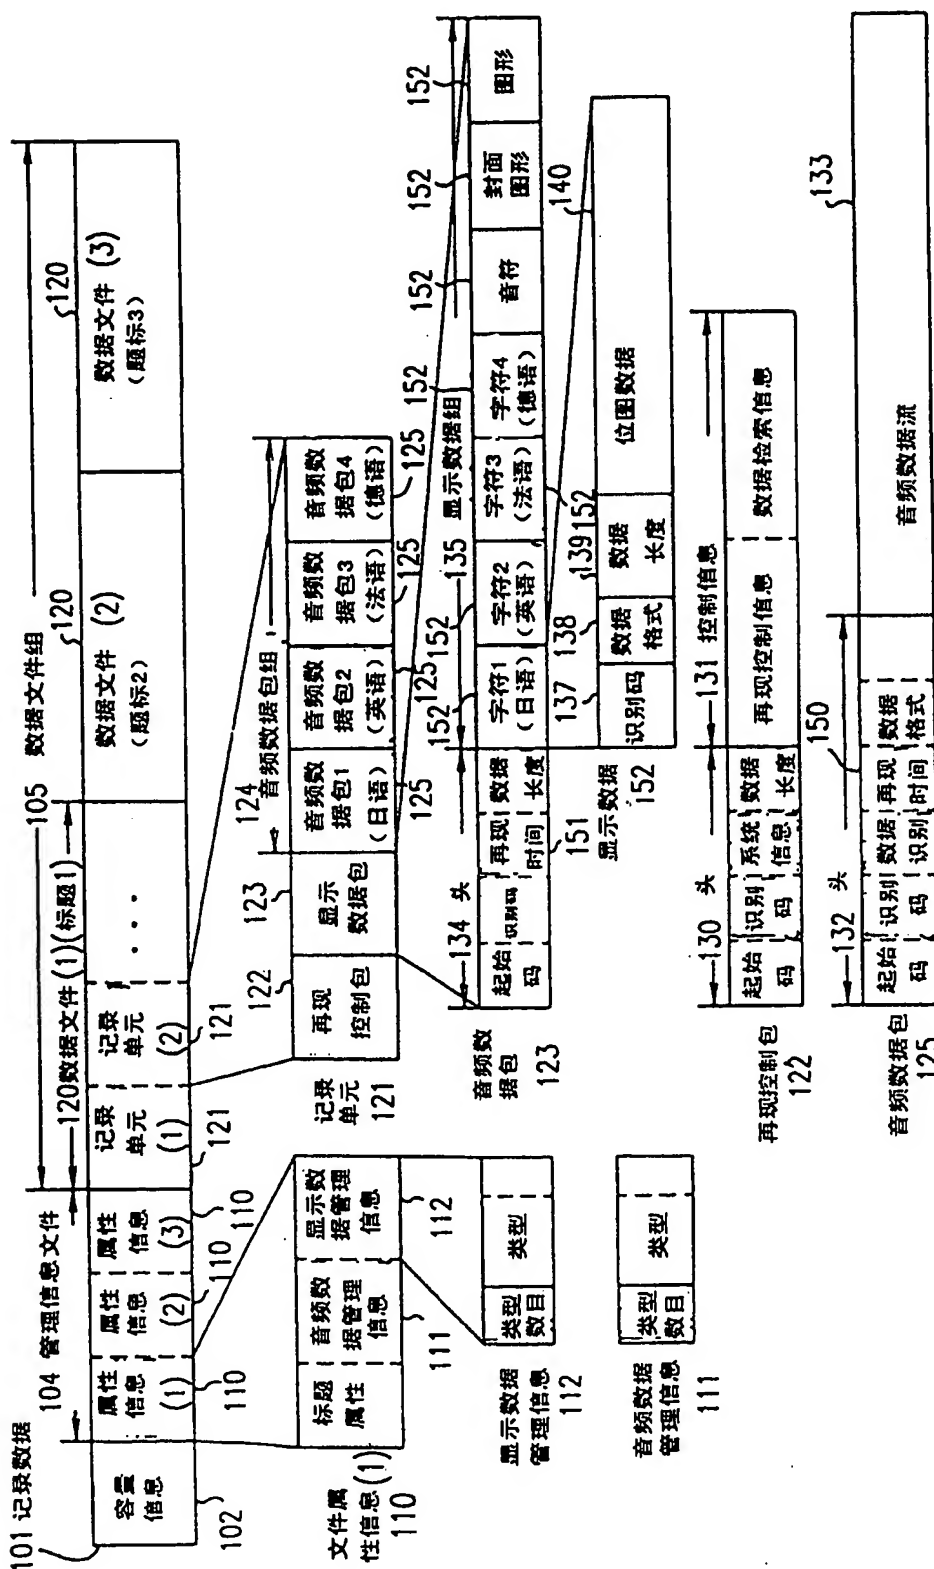 101 记录数据
104 管理信息文件
105 数据文件组
120数据文件(1)(标题1)
120
120
容量
信息
102
属性
信息
(1)
110
属性
信息
(2)
110
属性
信息
(3)
110
记录
单元
(1)
121
记录
单元
(2)
121
...
数据文件 (2)
(题标2)
数据文件 (3)
(题标3)
文件属
性信息(1)
110
标题
属性
音频数
据管理
信息
111
显示数
据管理
信息
112
显示数据
管理信息
112
类型
数目
类型
音频数据
管理信息
111
类型
数目
类型
记录
单元
121
再现
控制包
122
显示
数据包
123
124
音频数据包组
音频数
据包1
(日语)
125
音频数
据包2
(英语)
125
音频数
据包3
(法语)
125
音频数
据包4
(德语)
125
音频数
据包
123
134 头
起始
码
识别码
再现
时间
151
数据
长度
135 显示数据组
字符1
(日语)
152
字符2
(英语)
152
字符3
(法语)
152
字符4
(德语)
152
音符
152
封面
图形
152
图形
152
显示数据
152
识别码
137
数据
格式
138
数据
长度
139
位图数据
140
再现控制包
122
130 头
起始
码
识别
码
系统
信息
数据
长度
131 控制信息
再现控制信息
数据检索信息
音频数据包
125
132 头
起始
码
识别
码
数据
识别
再现
时间
数据
格式
150
音频数据流
133